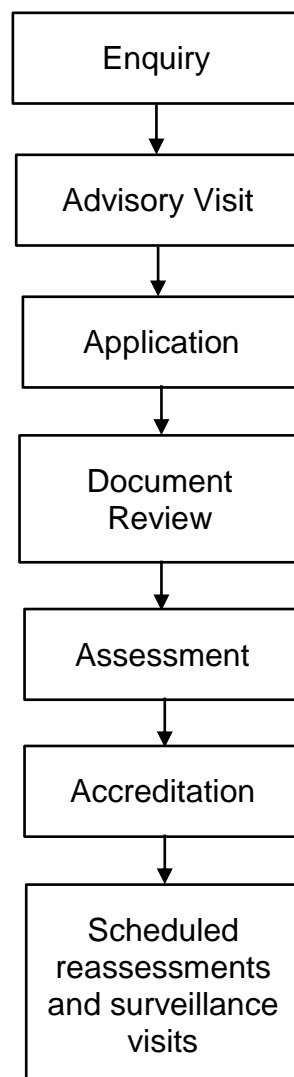 Enquiry
Advisory Visit
Application
Document
Review
Assessment
Accreditation
Scheduled
reassessments
and surveillance
visits